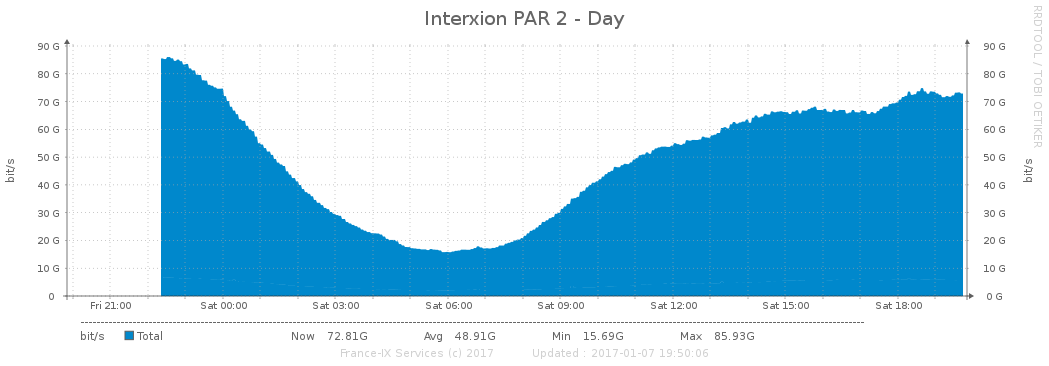 Interxion PAR 2 - Day
RRDTOOL / TOBI OETIKER
bit/s
bit/s
90 G 90 G
80 G 80 G
70 G 70 G
60 G 60 G
50 G 50 G
40 G 40 G
30 G 30 G
20 G 20 G
10 G 10 G
0 0 G
Fri 21:00 Sat 00:00 Sat 03:00 Sat 06:00 Sat 09:00 Sat 12:00 Sat 15:00 Sat 18:00
bit/s Total Now 72.81G Avg 48.91G Min 15.69G Max 85.93G
France-IX Services (c) 2017 Updated : 2017-01-07 19:50:06